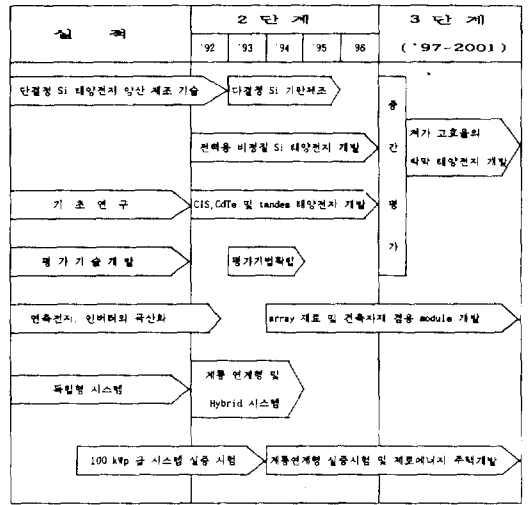 실 적
2 단 계
3 단 계
'92 '93 '94 '95 96
('97-2001)
단결정 Si 태양전지 양산 제조 기술
다결정 Si 기판제조
중 간 평 가
전력용 비정질 Si 태양전지 개발
저가 고효율의
박막 태양전지 개발
기 초 연 구
CIS,CdTe 및 tandem 태양전지 개발
평 가 기 술 개 발
평가기법확립
연축전지, 인버터의 국산화
array 재료 및 건축자재 겸용 module 개발
독립형 시스템
계통 연계형 및
Hybrid 시스템
100 kWp 급 시스템 실증 시험
계통연계형 실증시험 및 제로에너지 주택개발